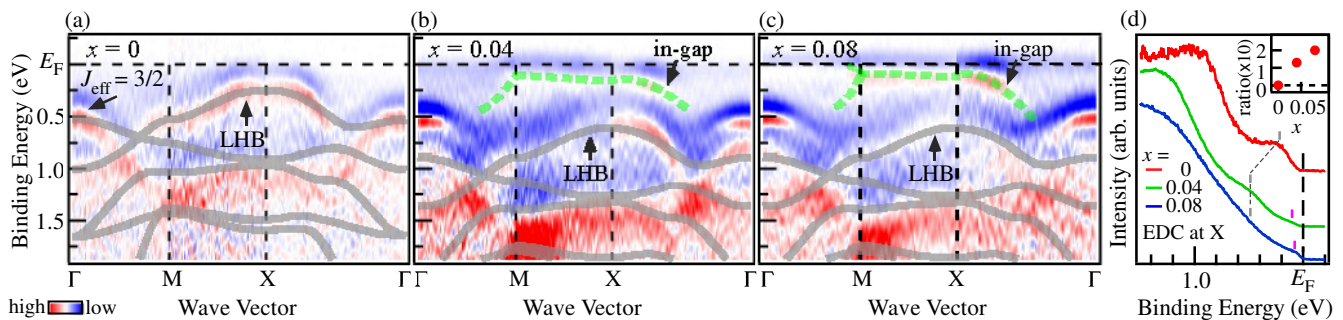 (a)
x = 0
E_F
J_eff = 3/2
LHB
0.5
1.0
1.5
Binding Energy (eV)
Γ M X Γ
Wave Vector
high low
(b)
x = 0.04
in-gap
LHB
Γ M X Γ
Wave Vector
(c)
x = 0.08
in-gap
LHB
Γ M X Γ
Wave Vector
(d)
Intensity (arb. units)
ratio(x10)
2
1
0
0 0.05
x
x =
0
0.04
0.08
EDC at X
1.0 E_F
Binding Energy (eV)